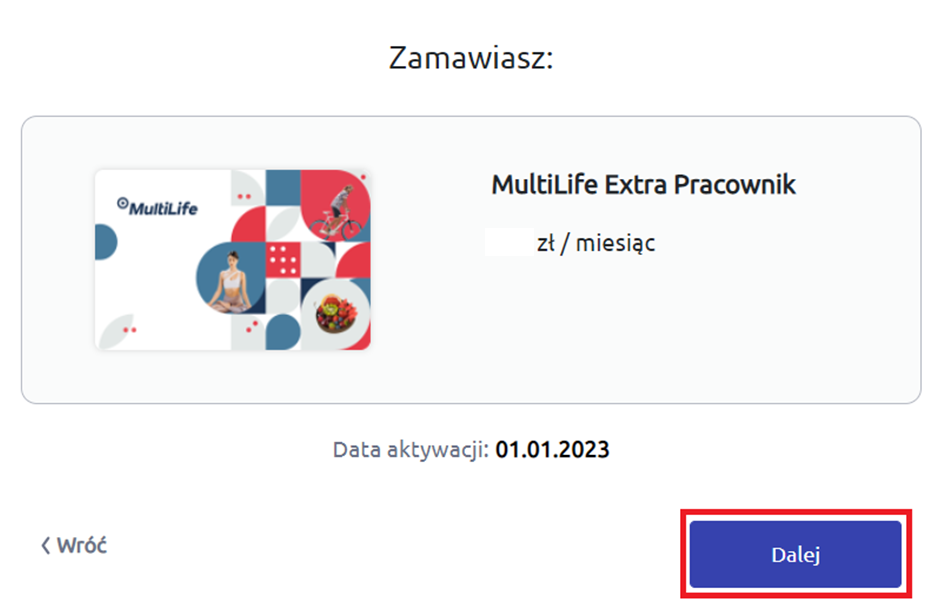 Zamawiasz:
MultiLife
MultiLife Extra Pracownik
zł / miesiąc
Data aktywacji: 01.01.2023
Wróć
Dalej